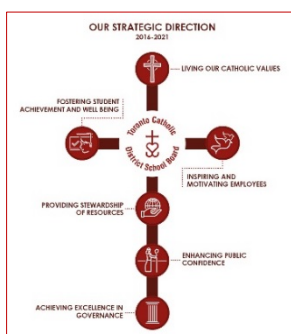 OUR STRATEGIC DIRECTION
2016-2021
LIVING OUR CATHOLIC VALUES
FOSTERING STUDENT
ACHIEVEMENT AND WELL BEING
Toronto Catholic
District School Board
INSPIRING AND
MOTIVATING EMPLOYEES
PROVIDING STEWARDSHIP
OF RESOURCES
ENHANCING PUBLIC
CONFIDENCE
ACHIEVING EXCELLENCE IN
GOVERNANCE